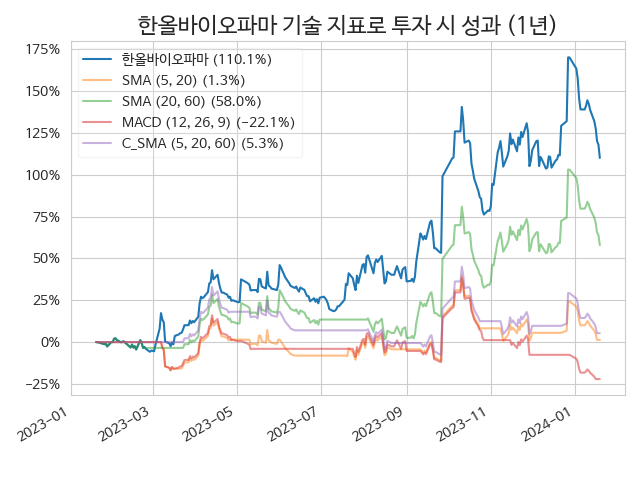 한올바이오파마 기술 지표로 투자 시 성과 (1년)
175%
150%
125%
100%
75%
50%
25%
0%
−25%
한올바이오파마 (110.1%)
SMA (5, 20) (1.3%)
SMA (20, 60) (58.0%)
MACD (12, 26, 9) (−22.1%)
C_SMA (5, 20, 60) (5.3%)
2023−01
2023−03
2023−05
2023−07
2023−09
2023−11
2024−01